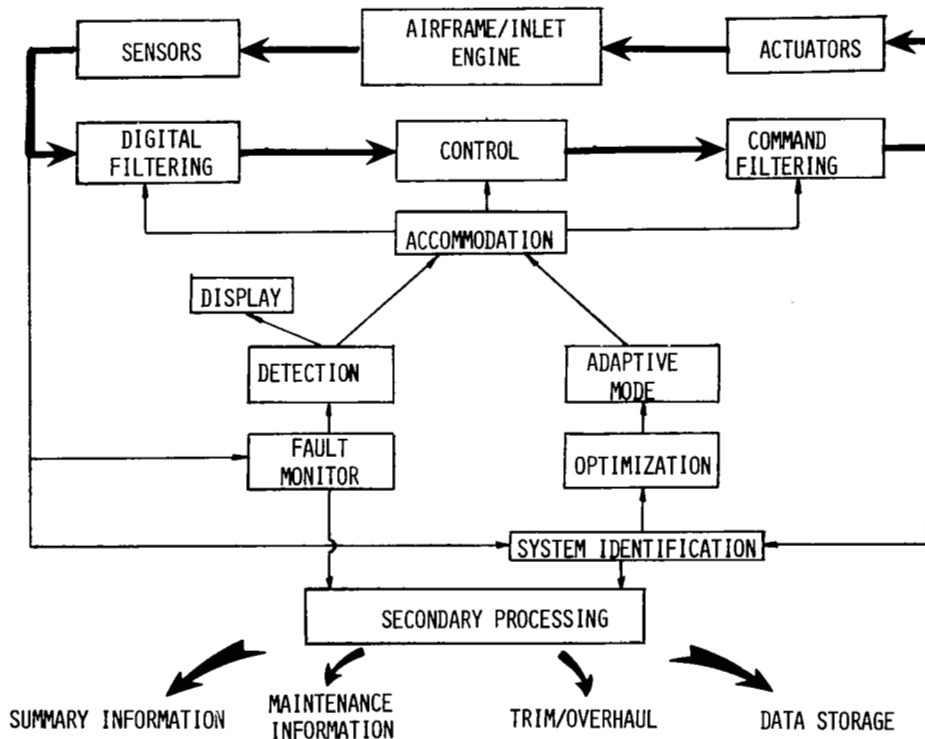 SENSORS
AIRFRAME/INLET
ENGINE
ACTUATORS
DIGITAL
FILTERING
CONTROL
COMMAND
FILTERING
ACCOMMODATION
DISPLAY
DETECTION
ADAPTIVE
MODE
FAULT
MONITOR
OPTIMIZATION
SYSTEM IDENTIFICATION
SECONDARY PROCESSING
SUMMARY INFORMATION
MAINTENANCE
INFORMATION
TRIM/OVERHAUL
DATA STORAGE